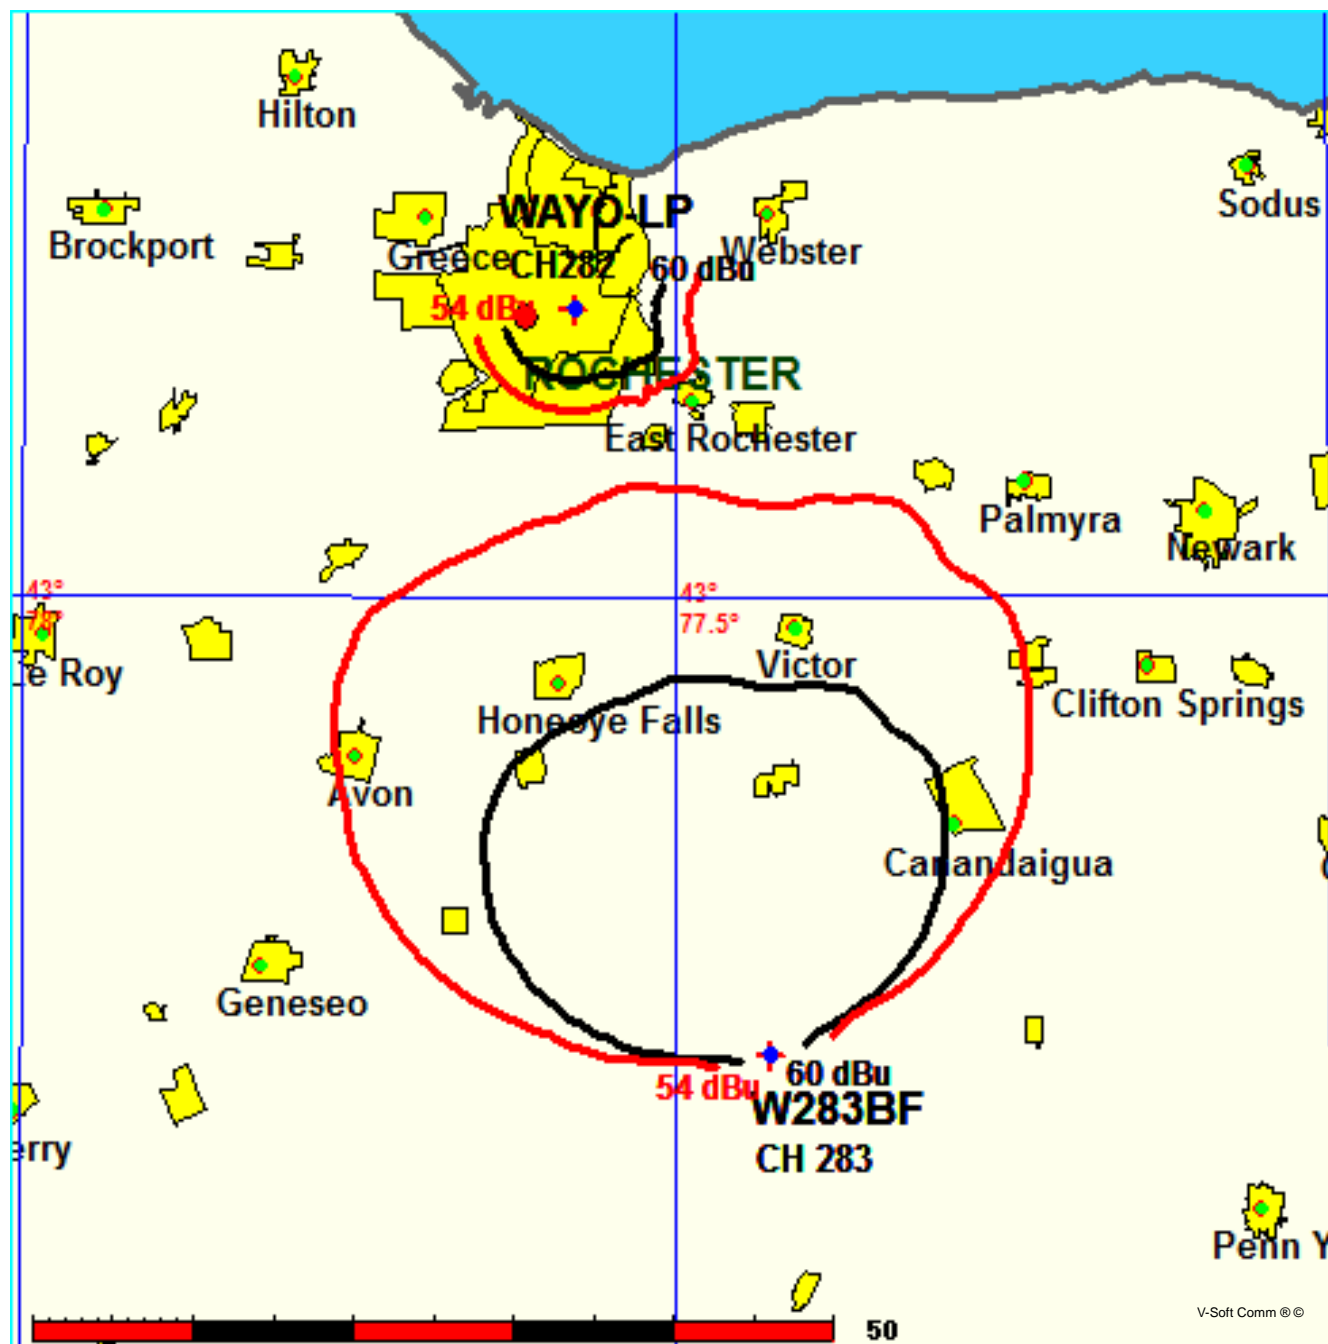 Hilton
Sodus
WAYO-LP
Brockport
Greece
CH282
60 dBu
Webster
54 dBu
ROCHESTER
East Rochester
Palmyra
Newark
43°
78°
43°
77.5°
Victor
e Roy
Clifton Springs
Honeoye Falls
Avon
Canandaigua
Geneseo
54 dBu
60 dBu
W283BF
CH 283
erry
Penn Y
V-Soft Comm ® ©
50